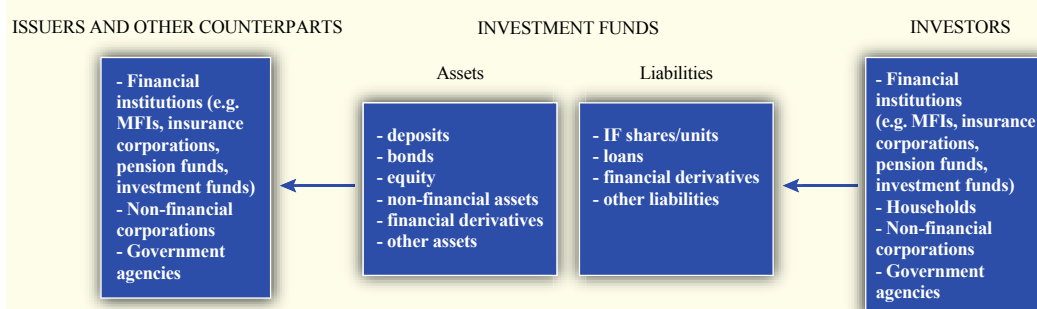 ISSUERS AND OTHER COUNTERPARTS
INVESTMENT FUNDS
INVESTORS
Assets
Liabilities
- Financial
institutions (e.g.
MFIs, insurance
corporations,
pension funds,
investment funds)
- Non-financial
corporations
- Government
agencies
- deposits
- bonds
- equity
- non-financial assets
- financial derivatives
- other assets
- IF shares/units
- loans
- financial derivatives
- other liabilities
- Financial
institutions
(e.g. MFIs, insurance
corporations,
pension funds,
investment funds)
- Households
- Non-financial
corporations
- Government
agencies